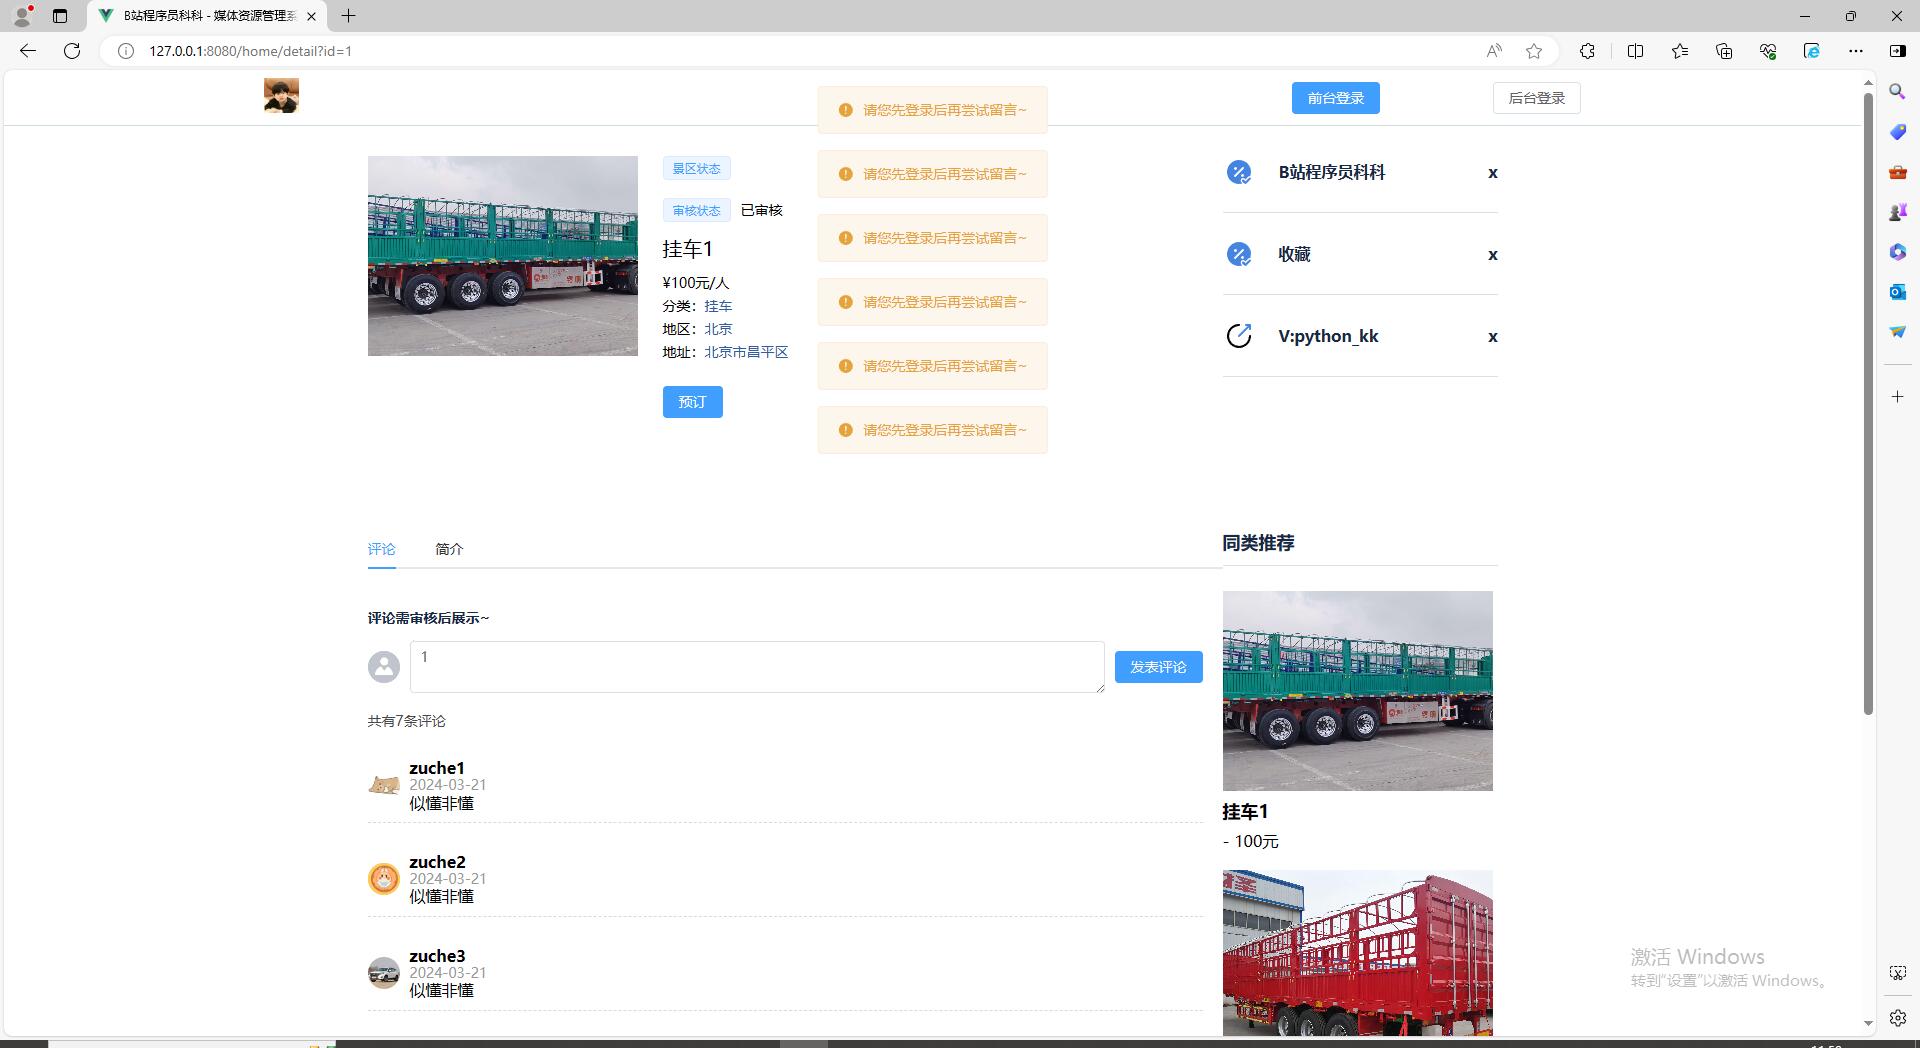 B站程序员科科 - 媒体资源管理系
127.0.0.1:8080/home/detail?id=1
前台登录
后台登录
请您先登录后再尝试留言~
请您先登录后再尝试留言~
请您先登录后再尝试留言~
请您先登录后再尝试留言~
请您先登录后再尝试留言~
请您先登录后再尝试留言~
景区状态
审核状态 已审核
挂车1
¥100元/人
分类：挂车
地区：北京
地址：北京市昌平区
预订
B站程序员科科 x
收藏 x
V:python_kk x
评论 简介
评论需审核后展示~
1
发表评论
共有7条评论
zuche1
2024-03-21
似懂非懂
zuche2
2024-03-21
似懂非懂
zuche3
2024-03-21
似懂非懂
同类推荐
挂车1
- 100元
激活 Windows
转到“设置”以激活 Windows。